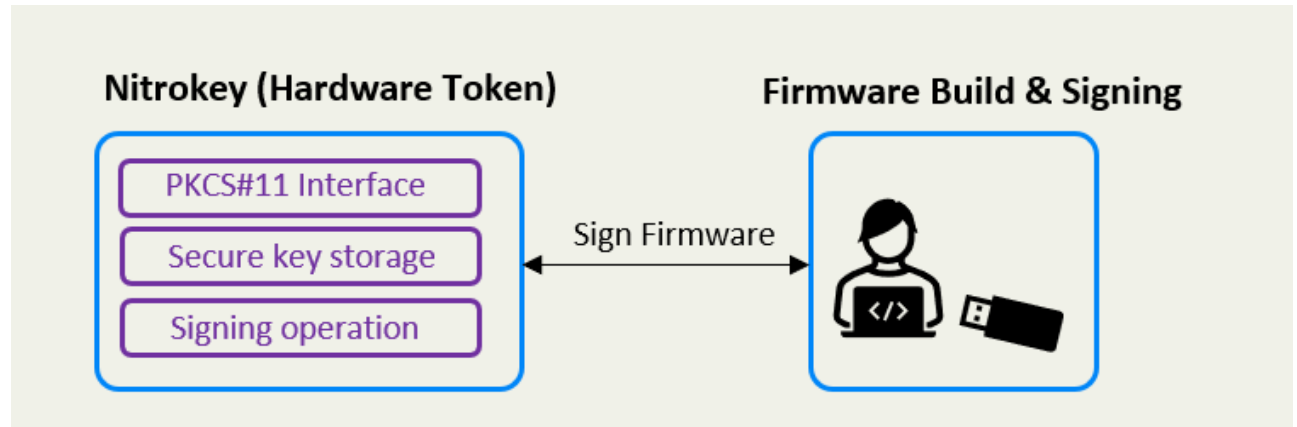 Nitrokey (Hardware Token)
Firmware Build & Signing
PKCS#11 Interface
Secure key storage
Signing operation
Sign Firmware
</>